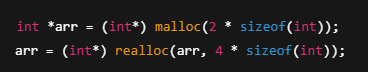 int *arr = (int*) malloc(2 * sizeof(int));
arr = (int*) realloc(arr, 4 * sizeof(int));